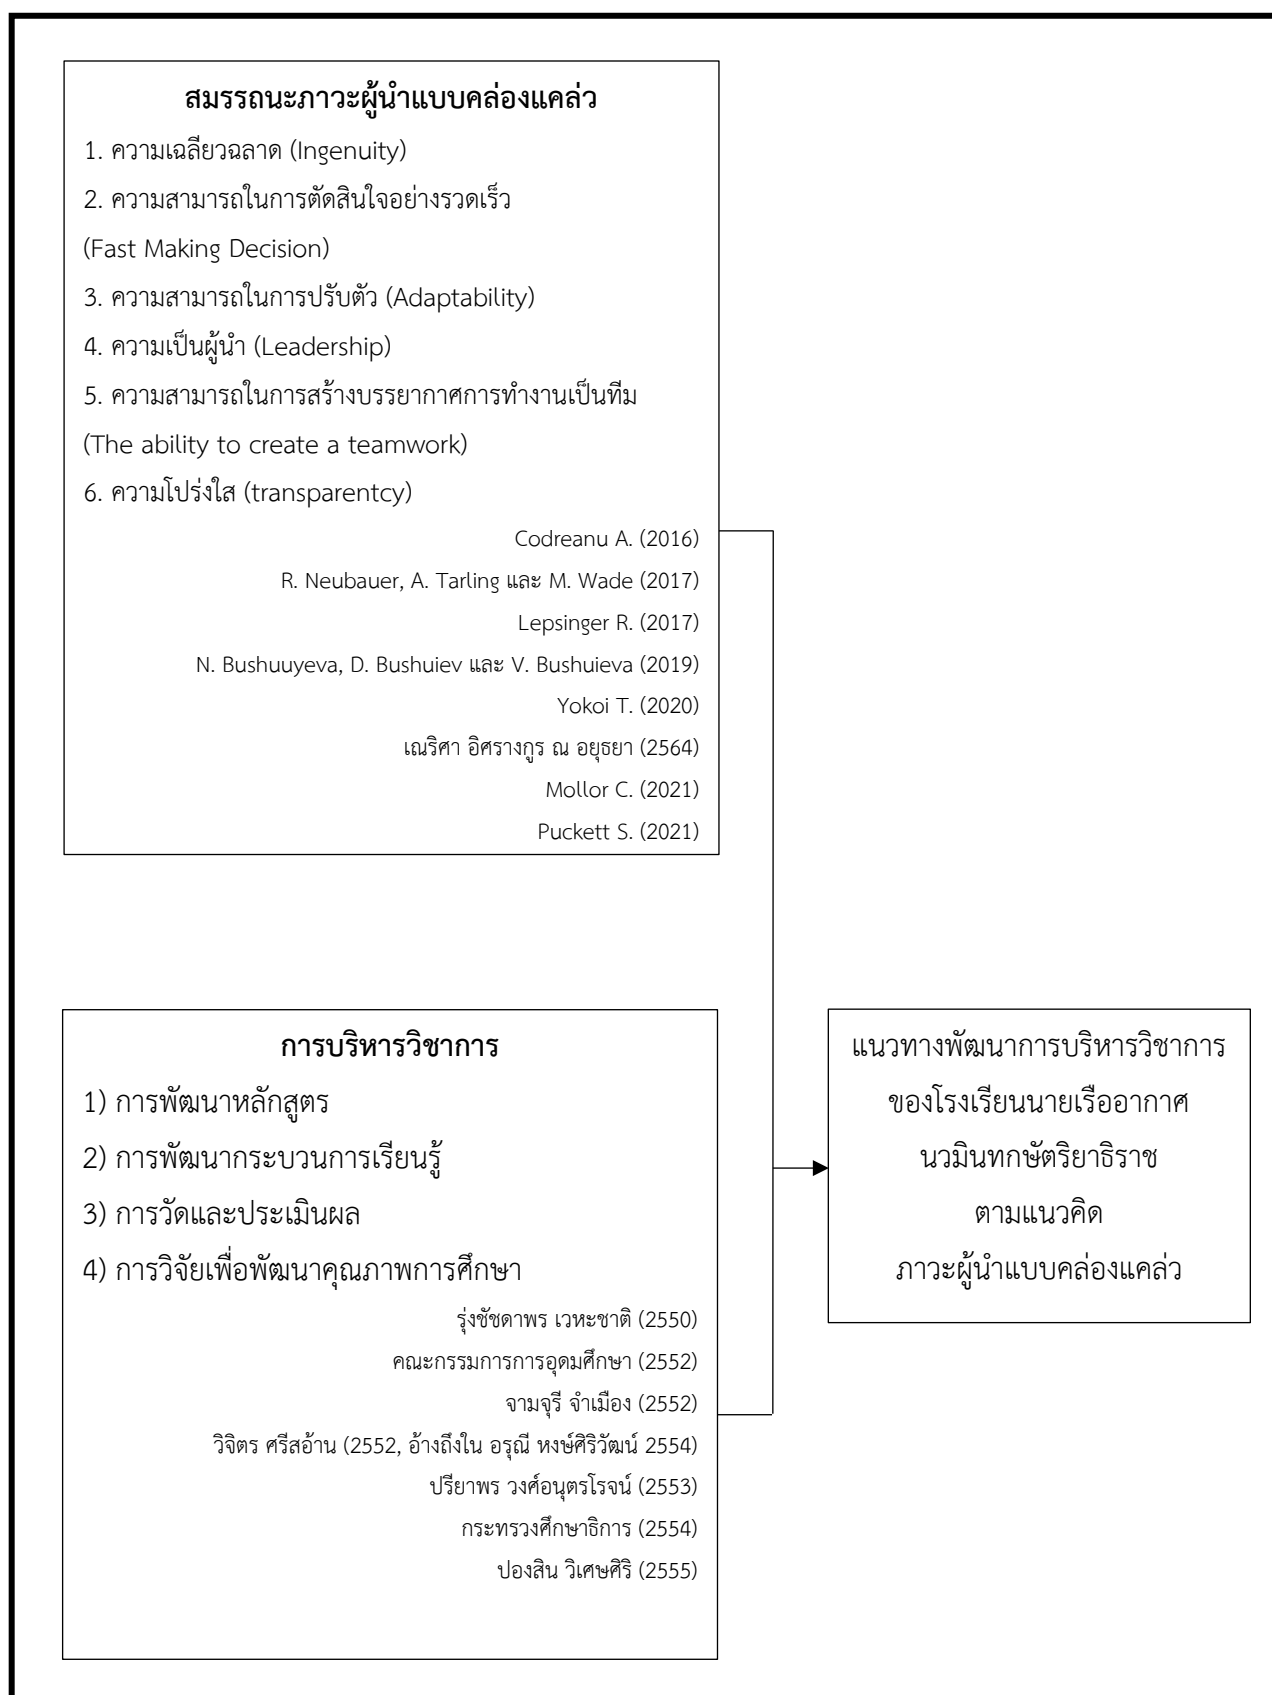 สมรรถนะภาวะผู้นำแบบคล่องแคล่ว
1. ความเฉลียวฉลาด (Ingenuity)
2. ความสามารถในการตัดสินใจอย่างรวดเร็ว
(Fast Making Decision)
3. ความสามารถในการปรับตัว (Adaptability)
4. ความเป็นผู้นำ (Leadership)
5. ความสามารถในการสร้างบรรยากาศการทำงานเป็นทีม
(The ability to create a teamwork)
6. ความโปร่งใส (transparentcy)
Codreanu A. (2016)
R. Neubauer, A. Tarling และ M. Wade (2017)
Lepsinger R. (2017)
N. Bushuuyeva, D. Bushuiev และ V. Bushuieva (2019)
Yokoi T. (2020)
เณริศา อิศรางกูร ณ อยุธยา (2564)
Mollor C. (2021)
Puckett S. (2021)
การบริหารวิชาการ
1) การพัฒนาหลักสูตร
2) การพัฒนากระบวนการเรียนรู้
3) การวัดและประเมินผล
4) การวิจัยเพื่อพัฒนาคุณภาพการศึกษา
รุ่งชัชดาพร เวหะชาติ (2550)
คณะกรรมการการอุดมศึกษา (2552)
จามจุรี จำเมือง (2552)
วิจิตร ศรีสอ้าน (2552, อ้างถึงใน อรุณี หงษ์ศิริวัฒน์ 2554)
ปรียาพร วงศ์อนุตรโรจน์ (2553)
กระทรวงศึกษาธิการ (2554)
ปองสิน วิเศษศิริ (2555)
แนวทางพัฒนาการบริหารวิชาการ
ของโรงเรียนนายเรืออากาศ
นวมินทกษัตริยาธิราช
ตามแนวคิด
ภาวะผู้นำแบบคล่องแคล่ว